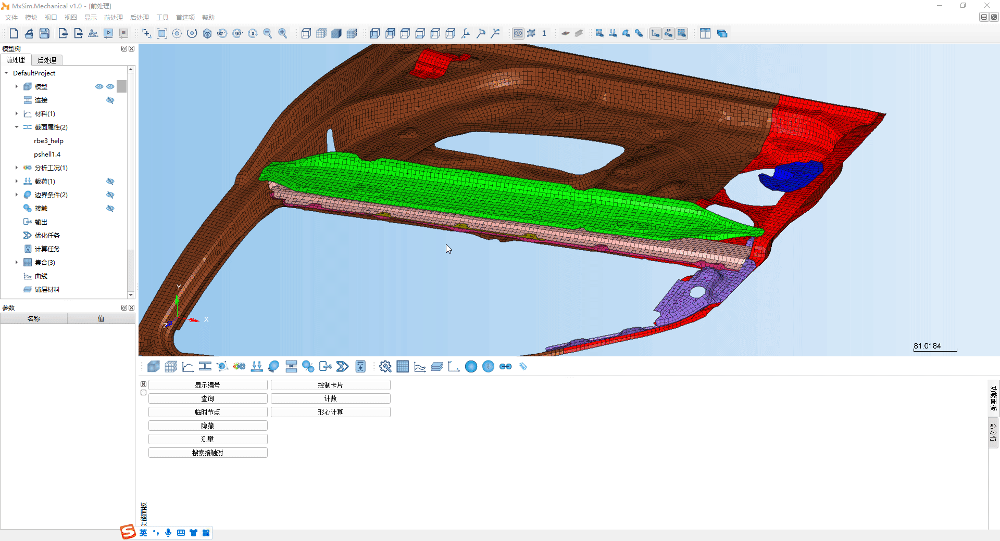 MxSim.Mechanical v1.0 - [前处理]
文件 模块 视口 视图 显示 前处理 后处理 工具 首选项 帮助
90° 90° X 1
模型树
前处理 后处理
DefaultProject
模型
连接
材料(1)
截面属性(2)
rbe3_help
pshell1.4
分析工况(1)
载荷(1)
边界条件(2)
接触
输出
优化任务
计算任务
集合(3)
曲线
铺层材料
参数
名称 值
Y
X
Z
81.0184
显示编号 控制卡片
查询 计数
临时节点 形心计算
隐藏
测量
搜索接触对
功能面板
命令行
功能面板
英